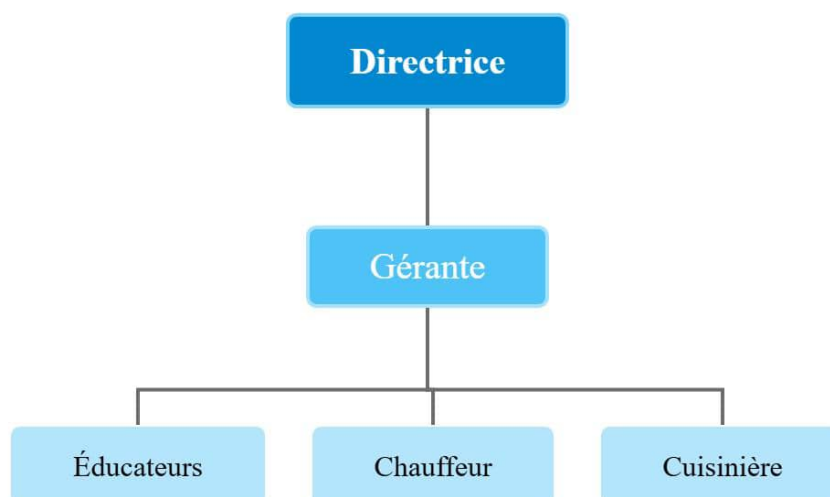 Directrice
Gérante
Éducateurs
Chauffeur
Cuisinière